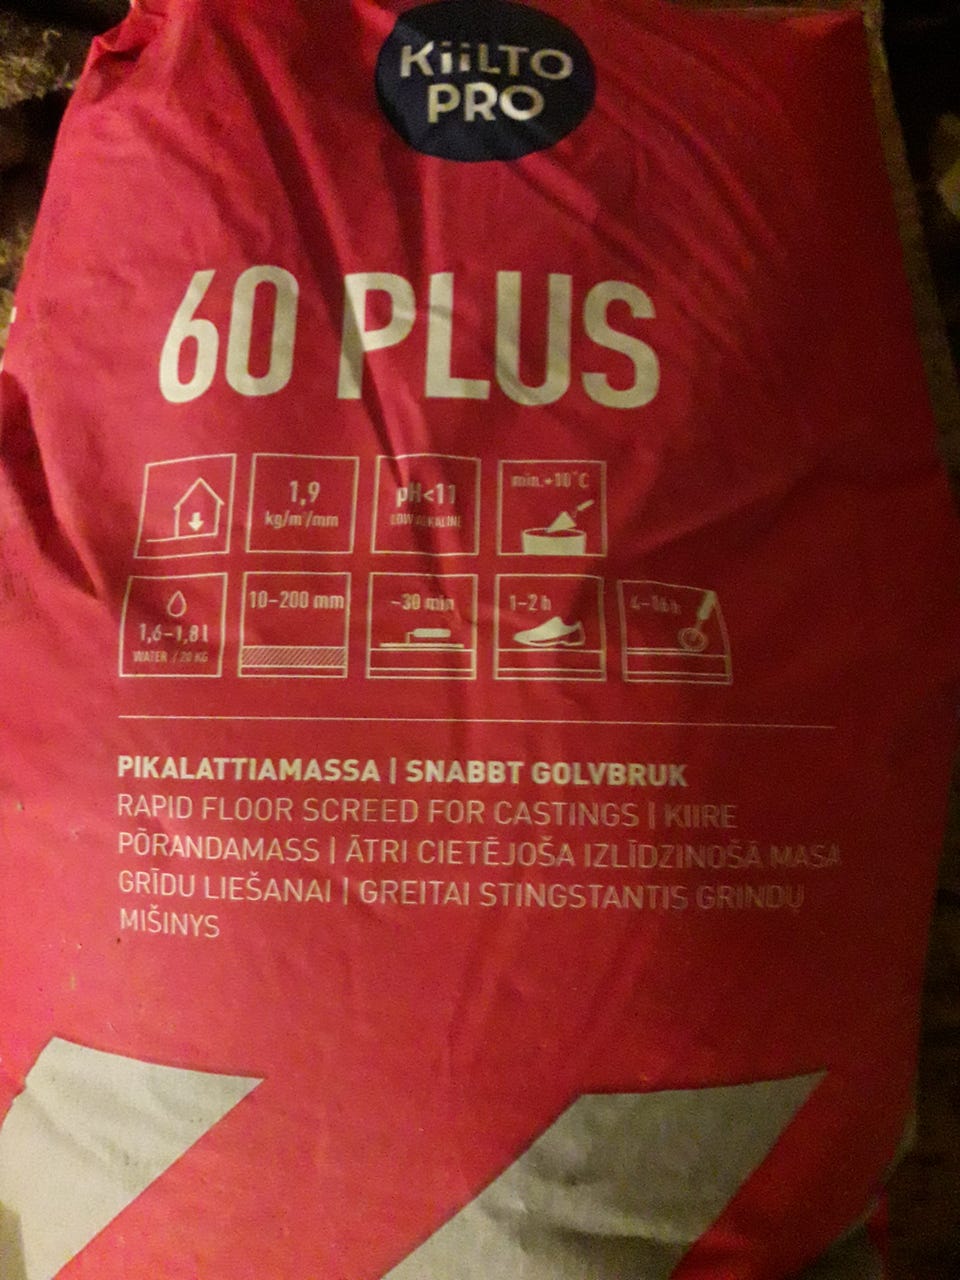 KiiLTO
PRO
60 PLUS
1,9
kg/m²/mm
pH<11
LOW ALKALINE
min.+10°C
1,6–1,8 l
WATER / 20 KG
10–200 mm
~30 min
1–2 h
4–16 h
PIKALATTIAMASSA | SNABBT GOLVBRUK
RAPID FLOOR SCREED FOR CASTINGS | KIIRE
PÕRANDAMASS | ĀTRI CIETĒJOŠA IZLĪDZINOŠĀ MASA
GRĪDU LIEŠANAI | GREITAI STINGSTANTIS GRINDŲ
MIŠINYS